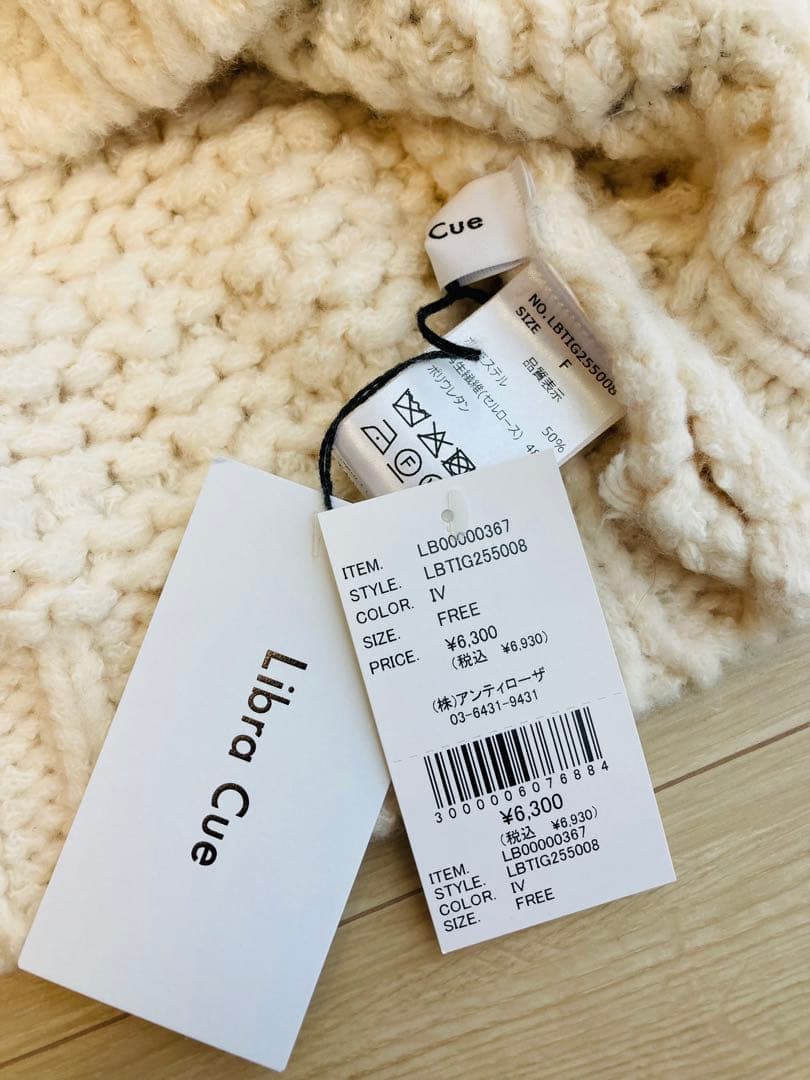 Cue
NO. LBTIG255008
SIZE F
品質表示
ポリエステル 50%
再生繊維(セルロース) 48
ポリウレタン
F
Libra Cue
ITEM. LB00000367
STYLE. LBTIG255008
COLOR. IV
SIZE. FREE
PRICE. ¥6,300
(税込 ¥6,930)
(株)アンティローザ
03-6431-9431
3000006076884
¥6,300
(税込 ¥6,930)
ITEM. LB00000367
STYLE. LBTIG255008
COLOR. IV
SIZE. FREE